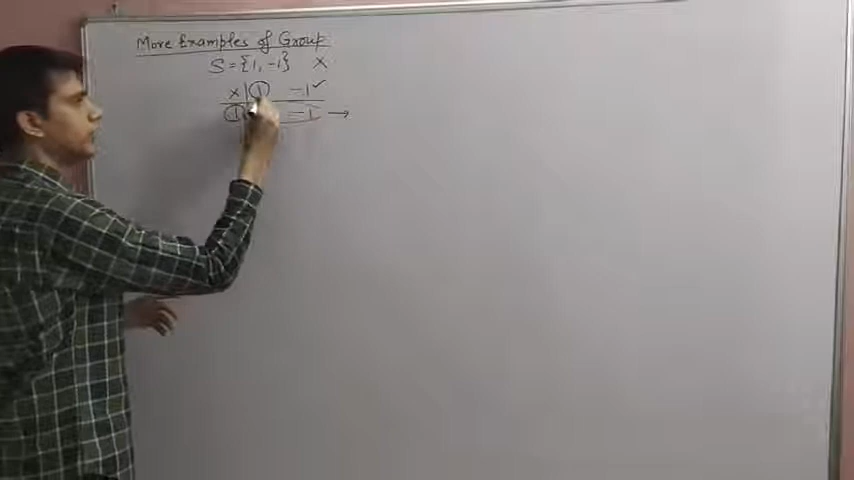 More Examples of Group
S = {1, -1} ×
× | 1 -1 ✓
1 -1 →